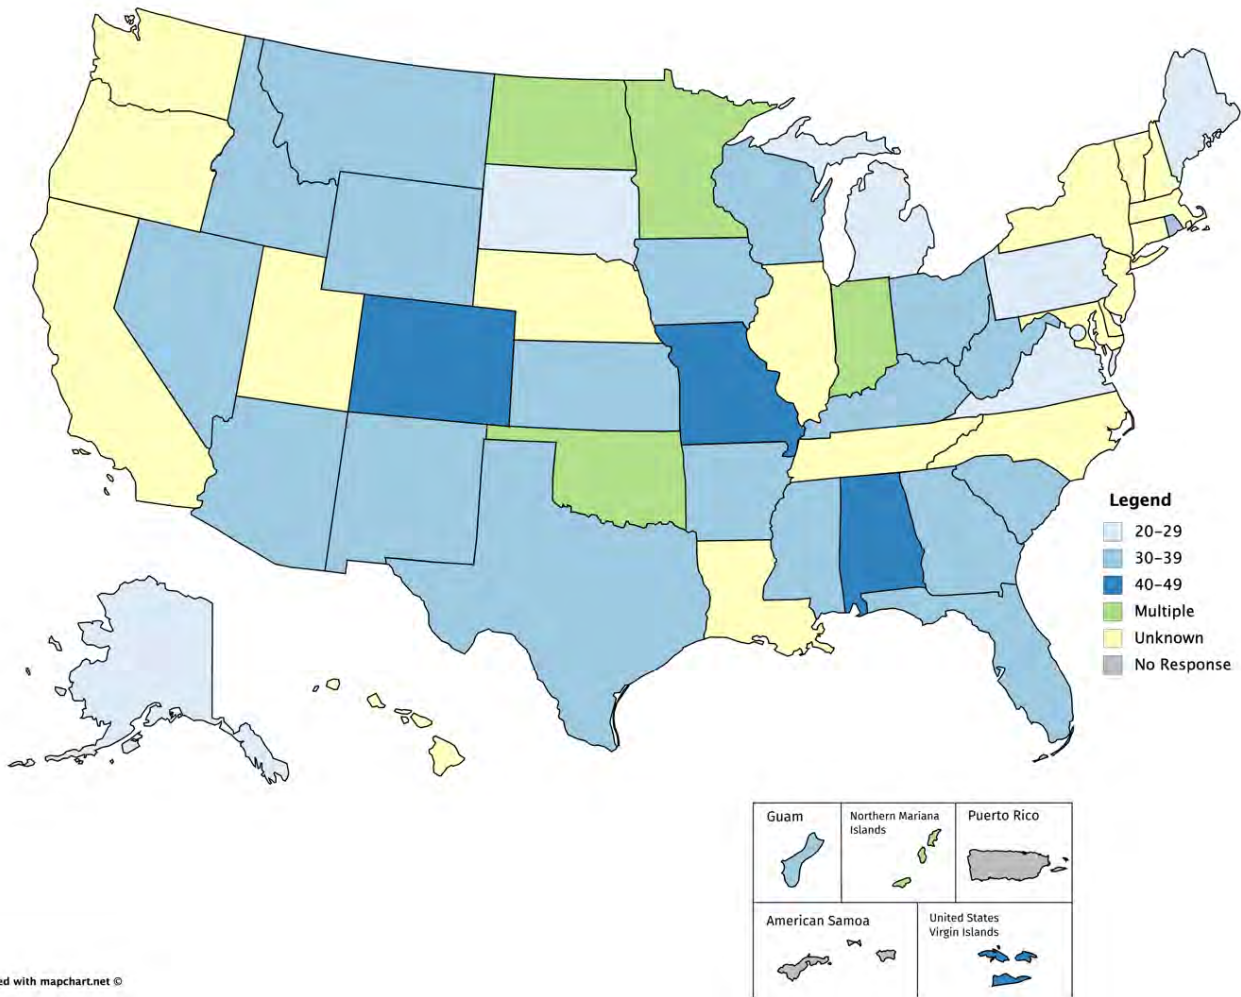 Legend
20-29
30-39
40-49
Multiple
Unknown
No Response
Guam
Northern Mariana
Islands
Puerto Rico
American Samoa
United States
Virgin Islands
ed with mapchart.net ©